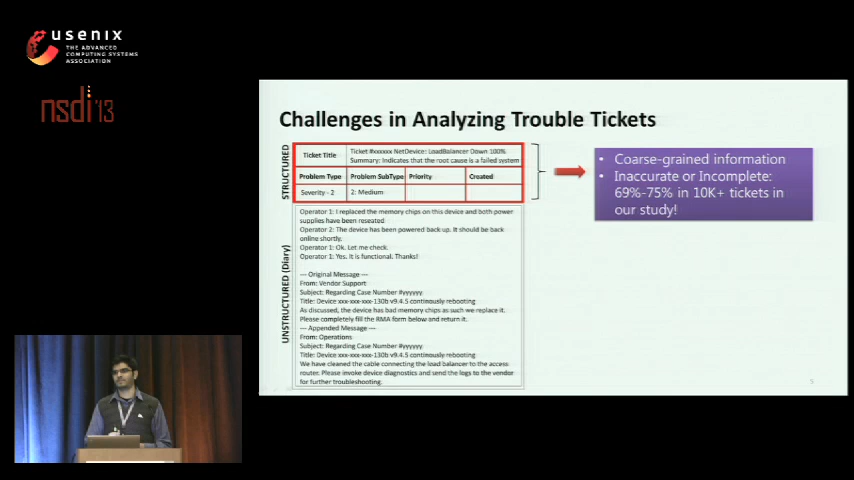 usenix
THE ADVANCED
COMPUTING SYSTEMS
ASSOCIATION
nsdi '13
Challenges in Analyzing Trouble Tickets
STRUCTURED
Ticket Title
Ticket #xxxxxx NetDevice: LoadBalancer Down 100%
Summary: Indicates that the root cause is a failed system
Problem Type Problem SubType Priority Created
Severity - 2 2: Medium
• Coarse-grained information
• Inaccurate or Incomplete:
69%-75% in 10K+ tickets in
our study!
UNSTRUCTURED (Diary)
Operator 1: I replaced the memory chips on this device and both power
supplies have been reseated
Operator 2: The device has been powered back up. It should be back
online shortly.
Operator 1: Ok. Let me check.
Operator 1: Yes. It is functional. Thanks!
--- Original Message ---
From: Vendor Support
Subject: Regarding Case Number #yyyyyy
Title: Device xxx-xxx-xxx-130b v9.4.5 continously rebooting
As discussed, the device has bad memory chips as such we replace it.
Please completely fill the RMA form below and return it.
--- Appended Message ---
From: Operations
Subject: Regarding Case Number #yyyyyy
Title: Device xxx-xxx-xxx-130b v9.4.5 continously rebooting
We have cleaned the cable connecting the load balancer to the access
router. Please invoke device diagnostics and send the logs to the vendor
for further troubleshooting.
5